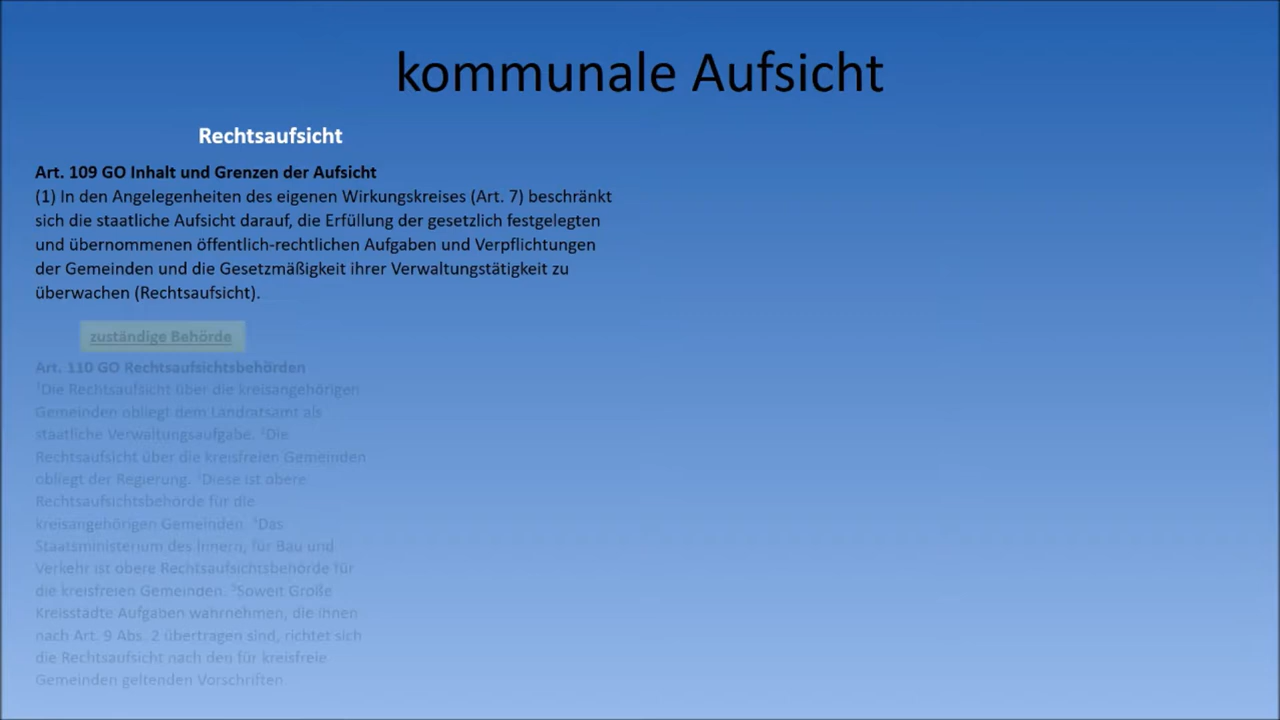 kommunale Aufsicht
Rechtsaufsicht
Art. 109 GO Inhalt und Grenzen der Aufsicht
(1) In den Angelegenheiten des eigenen Wirkungskreises (Art. 7) beschränkt
sich die staatliche Aufsicht darauf, die Erfüllung der gesetzlich festgelegten
und übernommenen öffentlich-rechtlichen Aufgaben und Verpflichtungen
der Gemeinden und die Gesetzmäßigkeit ihrer Verwaltungstätigkeit zu
überwachen (Rechtsaufsicht).
zuständige Behörde
Art. 110 GO Rechtsaufsichtsbehörden
¹Die Rechtsaufsicht über die kreisangehörigen
Gemeinden obliegt dem Landratsamt als
staatliche Verwaltungsaufgabe. ²Die
Rechtsaufsicht über die kreisfreien Gemeinden
obliegt der Regierung. ³Diese ist obere
Rechtsaufsichtsbehörde für die
kreisangehörigen Gemeinden. ⁴Das
Staatsministerium des Innern, für Bau und
Verkehr ist obere Rechtsaufsichtsbehörde für
die kreisfreien Gemeinden. ⁵Soweit Große
Kreisstädte Aufgaben wahrnehmen, die ihnen
nach Art. 9 Abs. 2 übertragen sind, richtet sich
die Rechtsaufsicht nach den für kreisfreie
Gemeinden geltenden Vorschriften.